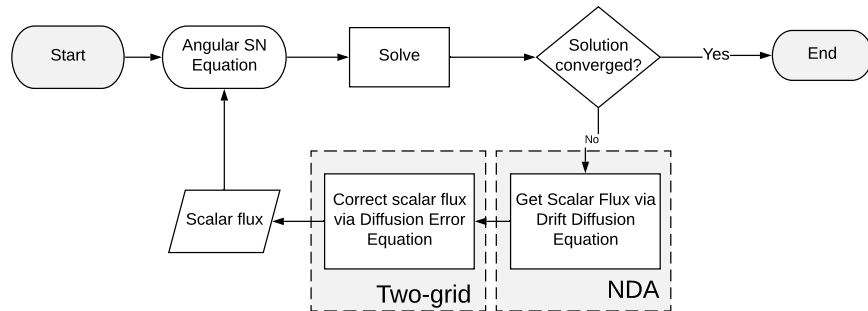 Start
Angular SN
Equation
Solve
Solution
converged?
Yes
End
No
Scalar flux
Correct scalar flux
via Diffusion Error
Equation
Get Scalar Flux via
Drift Diffusion
Equation
Two-grid
NDA